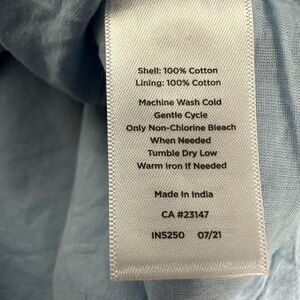 Shell: 100% Cotton
Lining: 100% Cotton
Machine Wash Cold
Gentle Cycle
Only Non-Chlorine Bleach
When Needed
Tumble Dry Low
Warm Iron If Needed
Made In India
CA #23147
IN5250 07/21